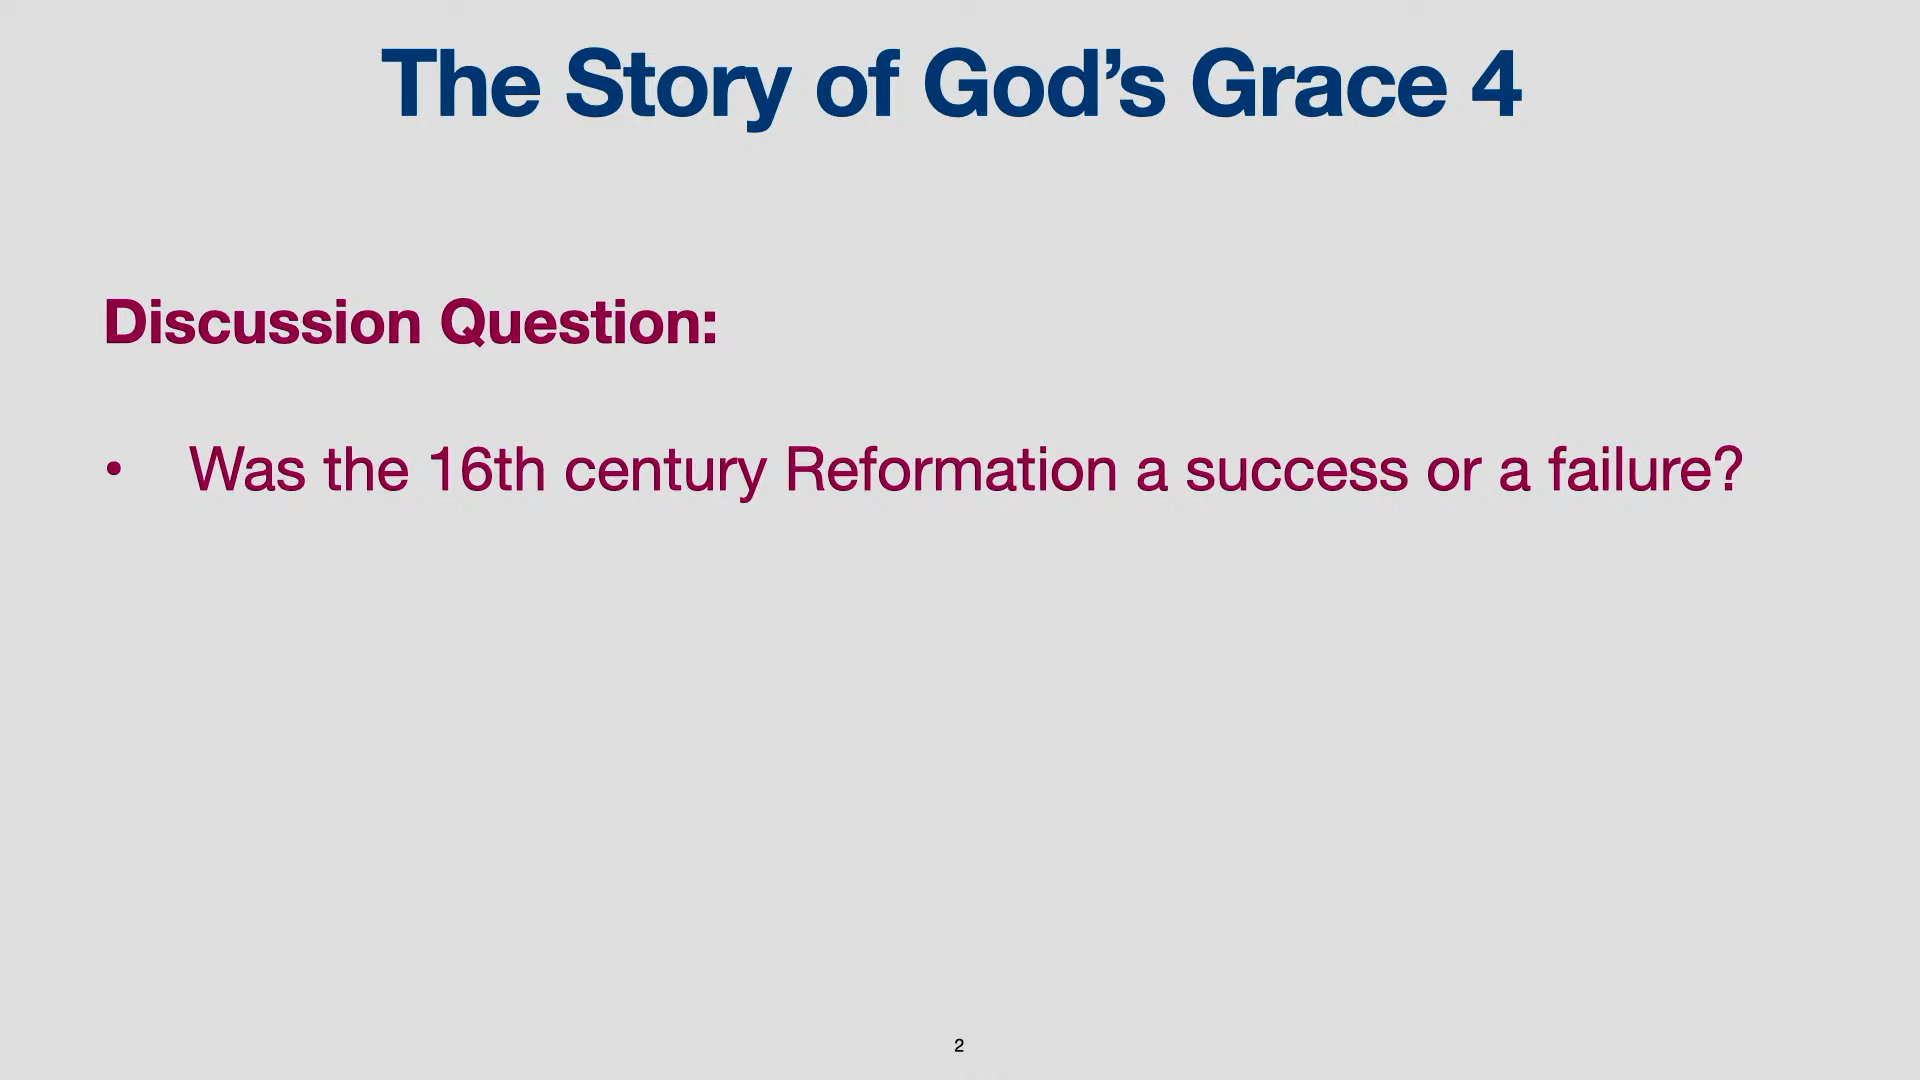 The Story of God’s Grace 4
Discussion Question:
• Was the 16th century Reformation a success or a failure?
2